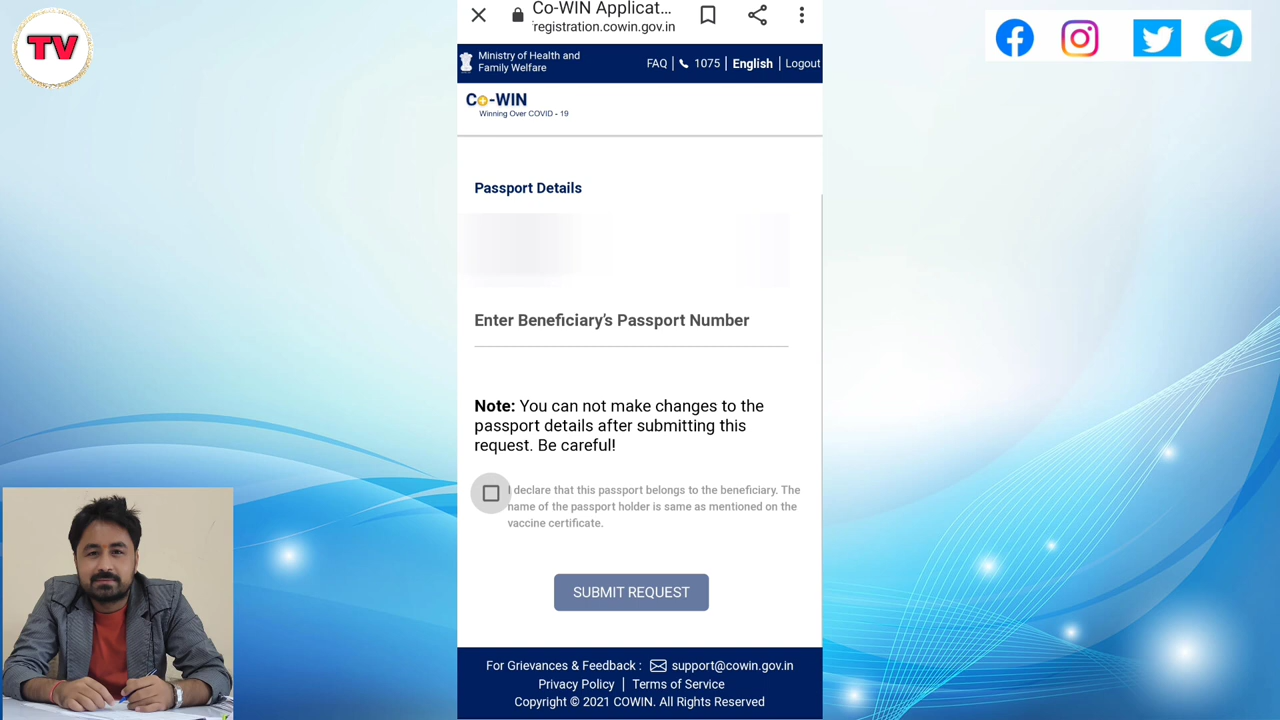 TV
Co-WIN Applicat...
registration.cowin.gov.in
Ministry of Health and
Family Welfare
FAQ | 1075 | English | Logout
Co-WIN
Winning Over COVID - 19
Passport Details
Enter Beneficiary's Passport Number
Note: You can not make changes to the
passport details after submitting this
request. Be careful!
I declare that this passport belongs to the beneficiary. The
name of the passport holder is same as mentioned on the
vaccine certificate.
SUBMIT REQUEST
For Grievances & Feedback : support@cowin.gov.in
Privacy Policy | Terms of Service
Copyright © 2021 COWIN. All Rights Reserved